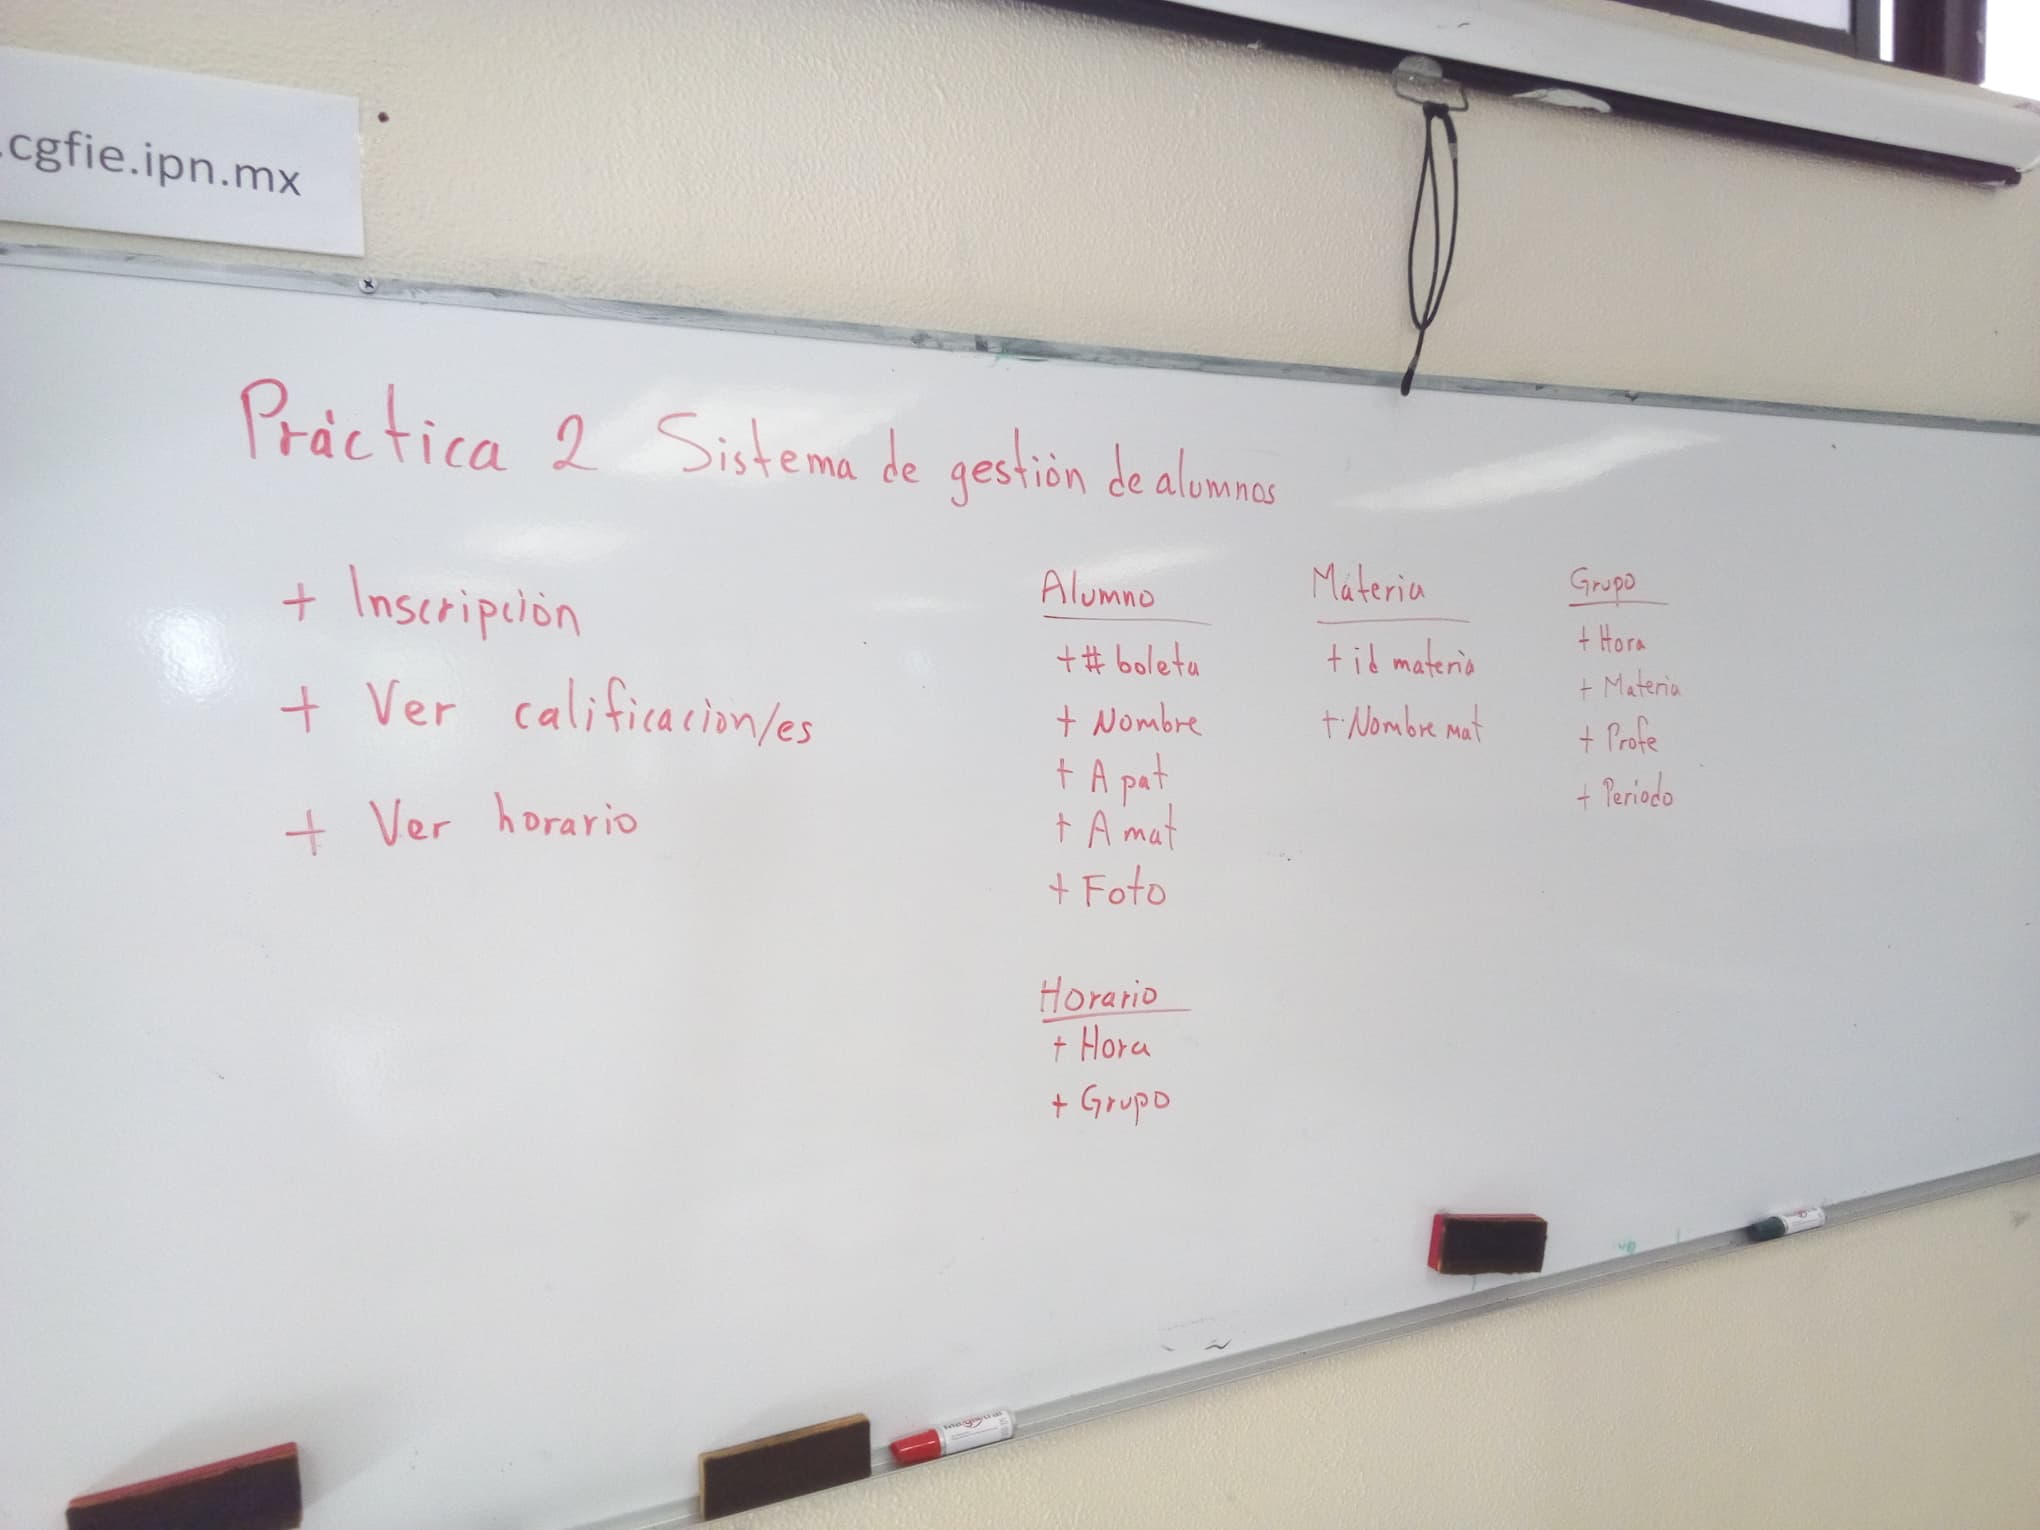 .cgfie.ipn.mx
Práctica 2 Sistema de gestión de alumnos
+ Inscripción
+ Ver calificacion/es
+ Ver horario
Alumno
+ # boleta
+ Nombre
+ A pat
+ A mat
+ Foto
Materia
+ id materia
+ Nombre mat
Grupo
+ Hora
+ Materia
+ Profe
+ Periodo
Horario
+ Hora
+ Grupo